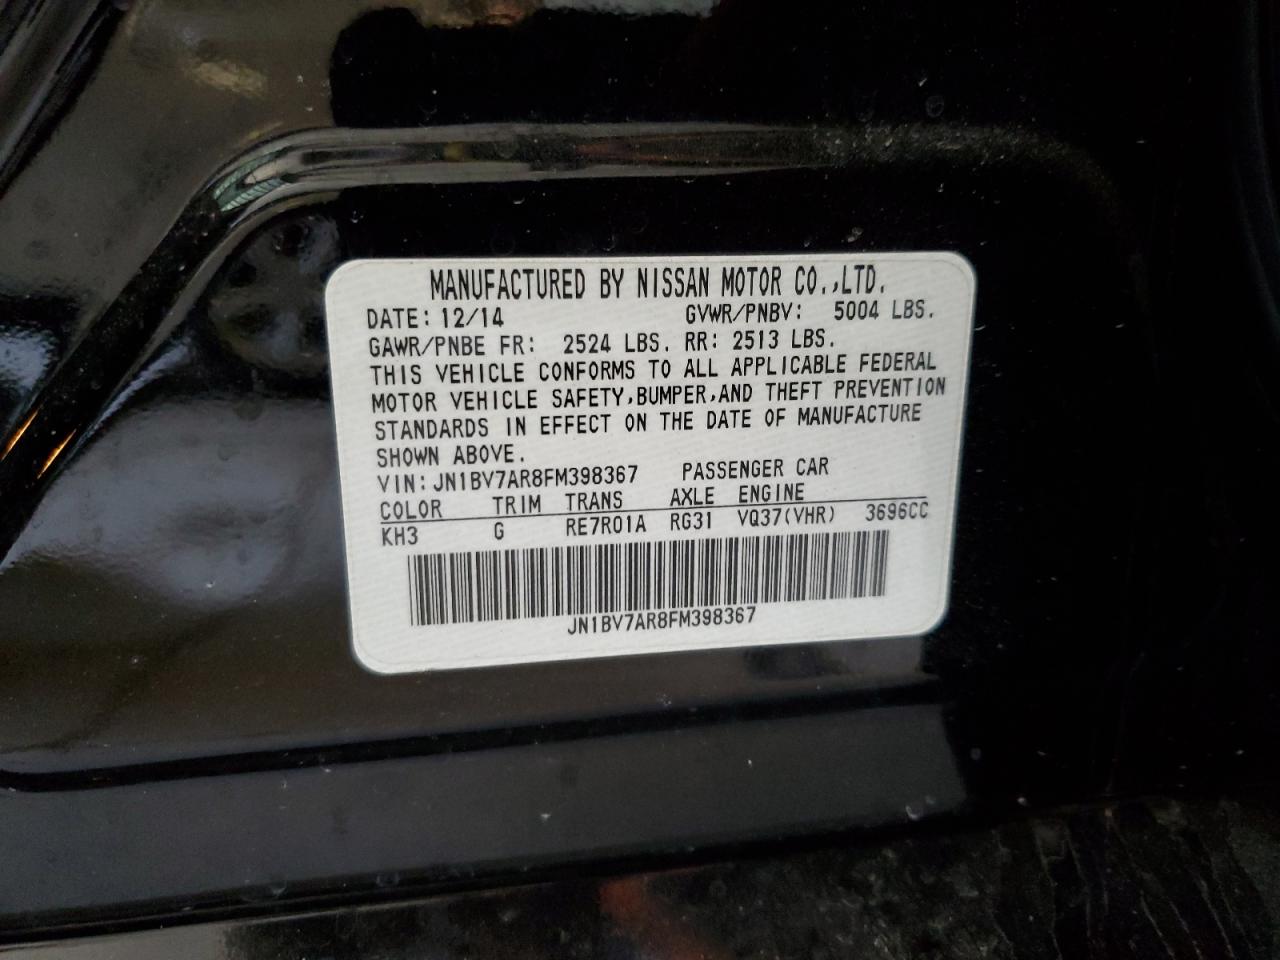 MANUFACTURED BY NISSAN MOTOR CO.,LTD.
DATE: 12/14 GVWR/PNBV: 5004 LBS.
GAWR/PNBE FR: 2524 LBS. RR: 2513 LBS.
THIS VEHICLE CONFORMS TO ALL APPLICABLE FEDERAL
MOTOR VEHICLE SAFETY,BUMPER,AND THEFT PREVENTION
STANDARDS IN EFFECT ON THE DATE OF MANUFACTURE
SHOWN ABOVE.
VIN: JN1BV7AR8FM398367 PASSENGER CAR
COLOR TRIM TRANS AXLE ENGINE
KH3 G RE7R01A RG31 VQ37(VHR) 3696CC
JN1BV7AR8FM398367